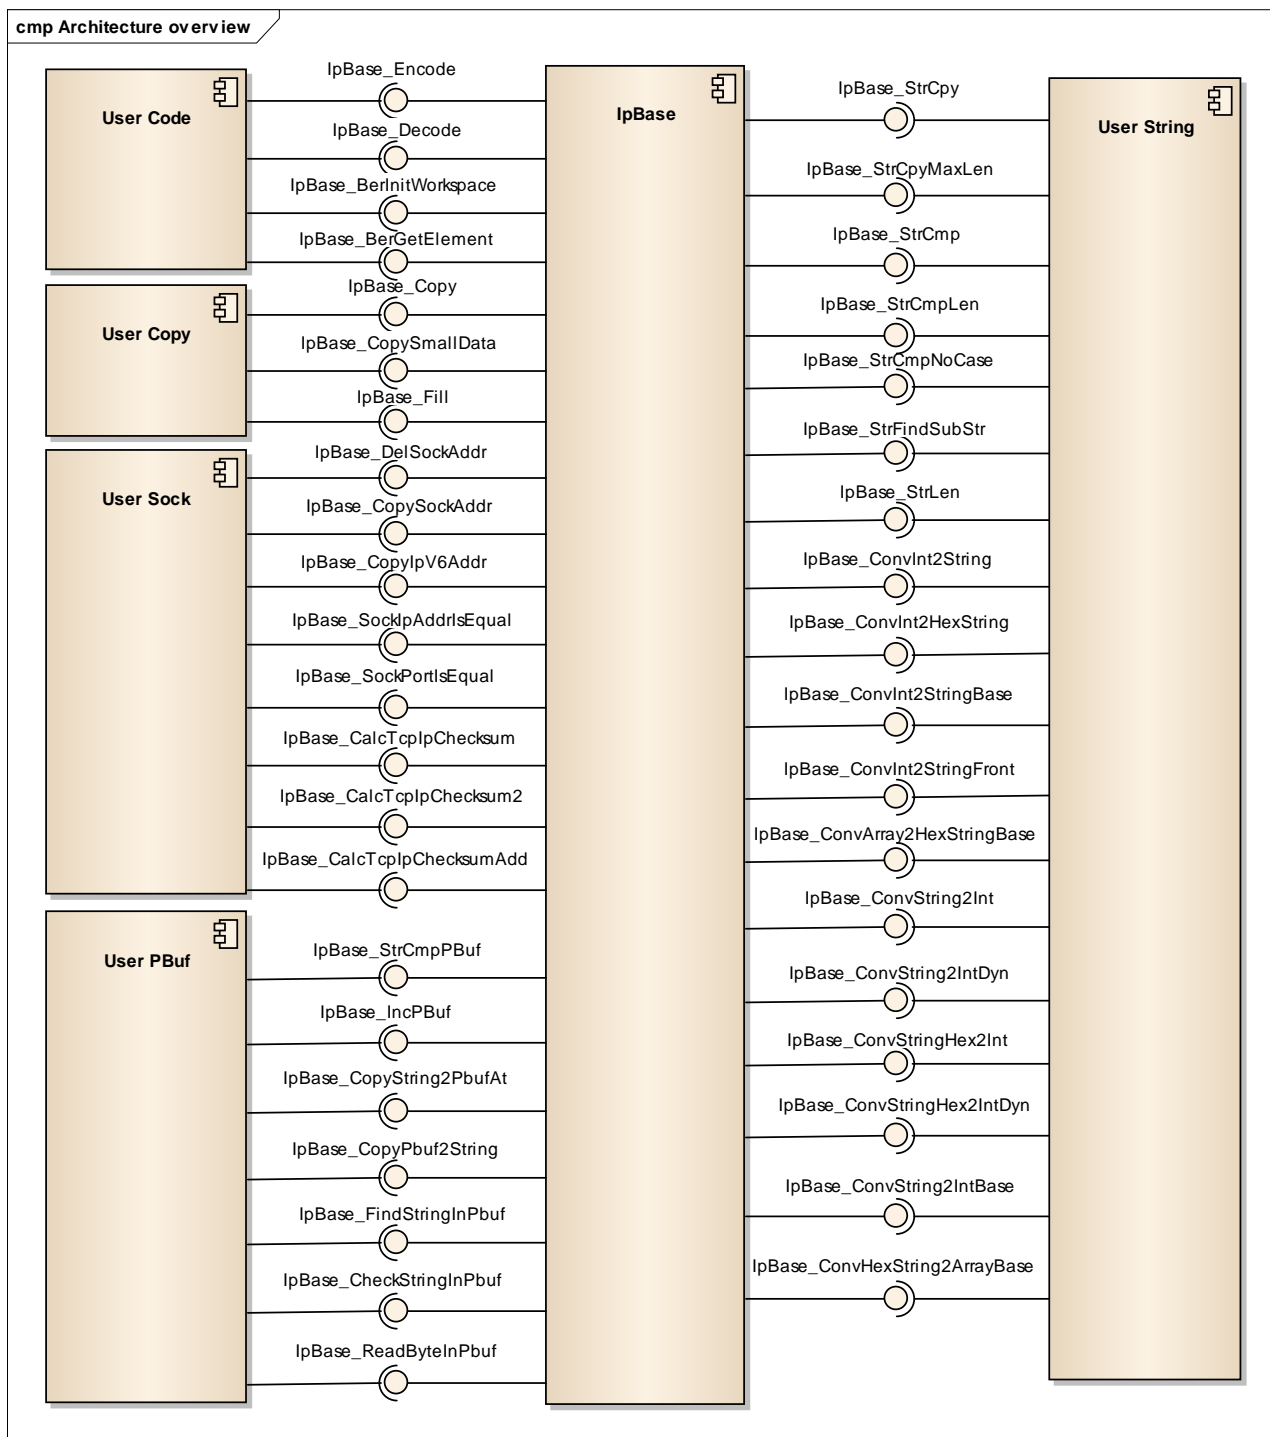 cmp Architecture overview
User Code
IpBase_Encode
IpBase_Decode
IpBase_BerInitWorkspace
IpBase_BerGetElement
User Copy
IpBase_Copy
IpBase_CopySmallData
IpBase_Fill
User Sock
IpBase_DelSockAddr
IpBase_CopySockAddr
IpBase_CopyIpV6Addr
IpBase_SockIpAddrIsEqual
IpBase_SockPortIsEqual
IpBase_CalcTcpIpChecksum
IpBase_CalcTcpIpChecksum2
IpBase_CalcTcpIpChecksumAdd
User PBuf
IpBase_StrCmpPBuf
IpBase_IncPBuf
IpBase_CopyString2PbufAt
IpBase_CopyPbuf2String
IpBase_FindStringInPbuf
IpBase_CheckStringInPbuf
IpBase_ReadByteInPbuf
IpBase
IpBase_StrCpy
IpBase_StrCpyMaxLen
IpBase_StrCmp
IpBase_StrCmpLen
IpBase_StrCmpNoCase
IpBase_StrFindSubStr
IpBase_StrLen
IpBase_ConvInt2String
IpBase_ConvInt2HexString
IpBase_ConvInt2StringBase
IpBase_ConvInt2StringFront
IpBase_ConvArray2HexStringBase
IpBase_ConvString2Int
IpBase_ConvString2IntDyn
IpBase_ConvStringHex2Int
IpBase_ConvStringHex2IntDyn
IpBase_ConvString2IntBase
IpBase_ConvHexString2ArrayBase
User String